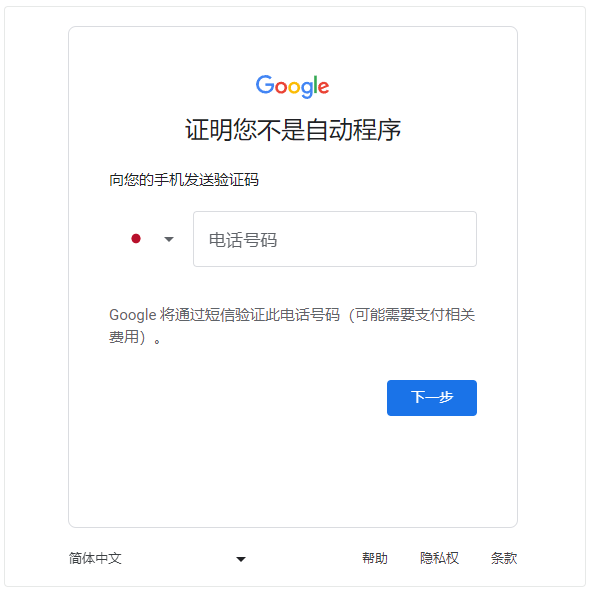 Google
证明您不是自动程序
向您的手机发送验证码
电话号码
Google 将通过短信验证此电话号码（可能需要支付相关
费用）。
下一步
简体中文 帮助 隐私权 条款